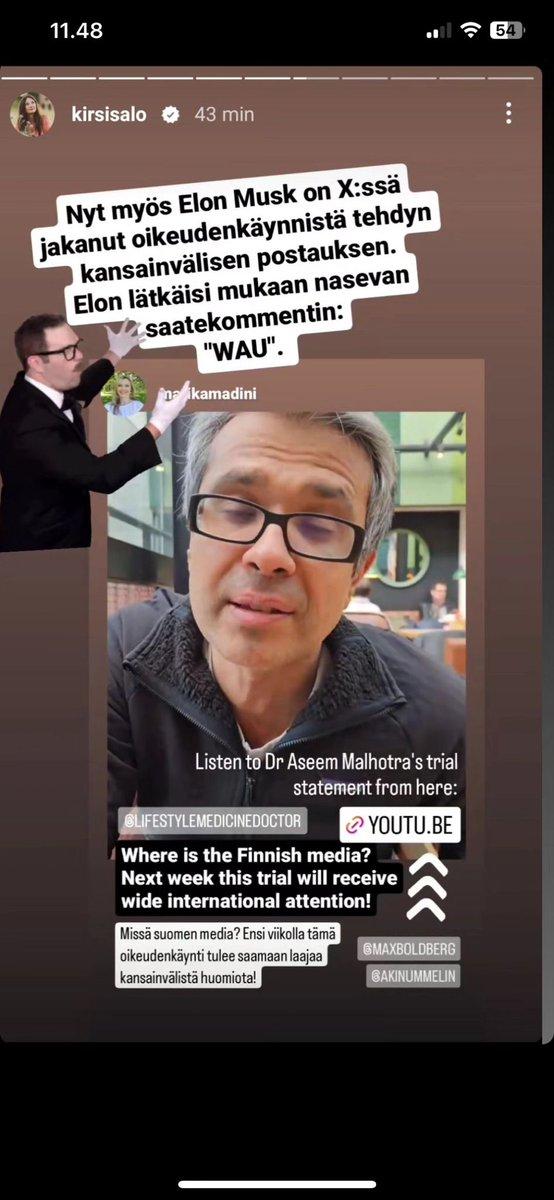 11.48
54
kirsisalo 43 min
Nyt myös Elon Musk on X:ssä
jakanut oikeudenkäynnistä tehdyn
kansainvälisen postauksen.
Elon lätkäisi mukaan nasevan
saatekommentin:
"WAU".
Listen to Dr Aseem Malhotra's trial
statement from here:
@LIFESTYLEMEDICINEDOCTOR
YOUTU.BE
Where is the Finnish media?
Next week this trial will receive
wide international attention!
Missä suomen media? Ensi viikolla tämä
oikeudenkäynti tulee saamaan laajaa
kansainvälistä huomiota!
@MAXBOLDBERG
@AKINUMMELIN